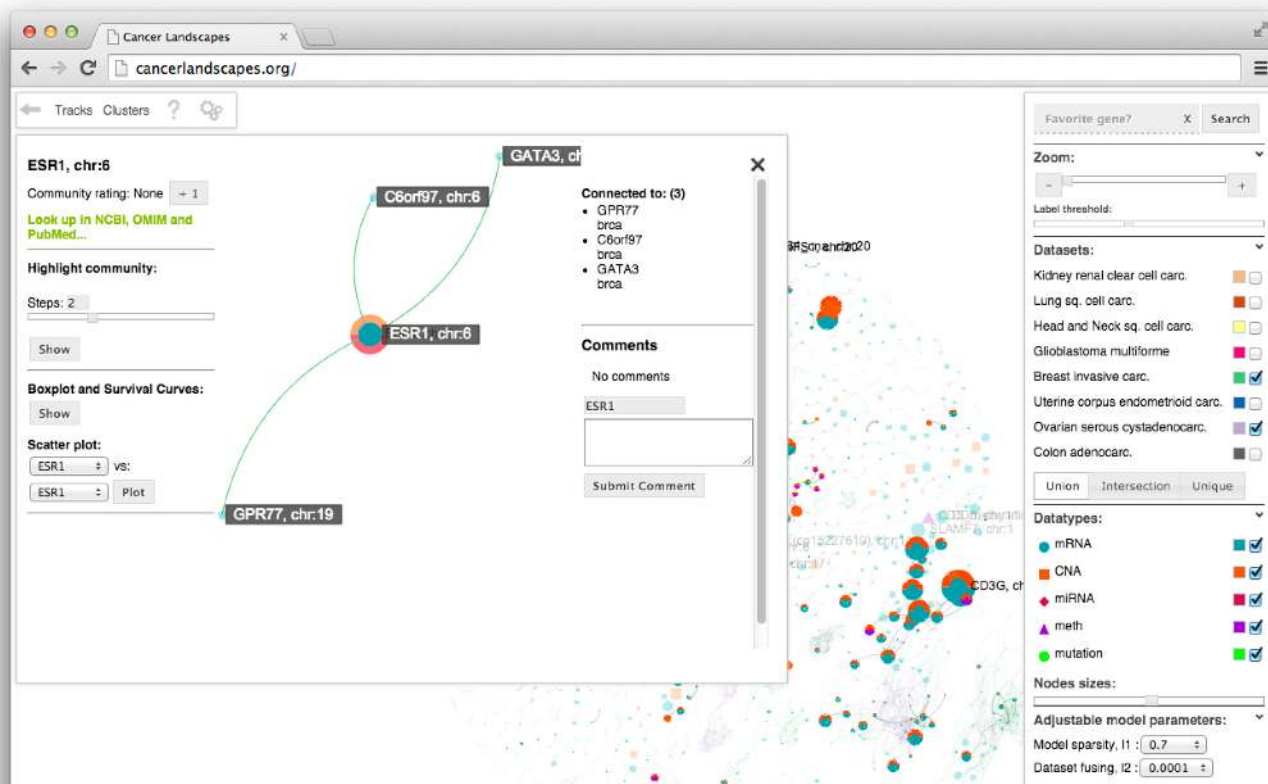 Cancer Landscapes
cancerlandscapes.org/
Tracks Clusters ?
ESR1, chr:6
Community rating: None + 1
Look up in NCBI, OMIM and
PubMed...
Highlight community:
Steps: 2
Show
Boxplot and Survival Curves:
Show
Scatter plot:
ESR1 vs:
ESR1 Plot
GATA3, ch
C6orf97, chr:6
ESR1, chr:6
GPR77, chr:19
Connected to: (3)
GPR77
brca
C6orf97
brca
GATA3
brca
Comments
No comments
ESR1
Submit Comment
SLAMF7, chr:1
CD3G, ch
Favorite gene? X Search
Zoom:
- +
Label threshold:
Datasets:
Kidney renal clear cell carc.
Lung sq. cell carc.
Head and Neck sq. cell carc.
Glioblastoma multiforme
Breast invasive carc.
Uterine corpus endometrioid carc.
Ovarian serous cystadenocarc.
Colon adenocarc.
Union Intersection Unique
Datatypes:
mRNA
CNA
miRNA
meth
mutation
Nodes sizes:
Adjustable model parameters:
Model sparsity, l1 : 0.7
Dataset fusing, l2 : 0.0001